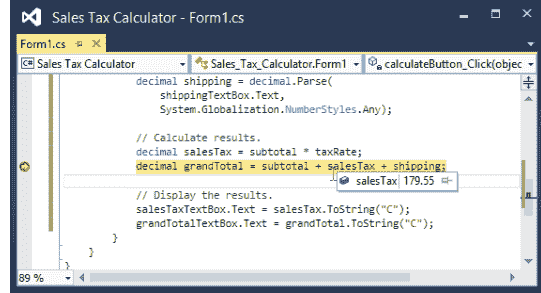 Sales Tax Calculator - Form1.cs
Form1.cs
C# Sales Tax Calculator Sales_Tax_Calculator.Form1 calculateButton_Click(objec
decimal shipping = decimal.Parse(
shippingTextBox.Text,
System.Globalization.NumberStyles.Any);
// Calculate results.
decimal salesTax = subtotal * taxRate;
decimal grandTotal = subtotal + salesTax + shipping;
salesTax 179.55
// Display the results.
salesTaxTextBox.Text = salesTax.ToString("C");
grandTotalTextBox.Text = grandTotal.ToString("C");
}
}
}
89 %